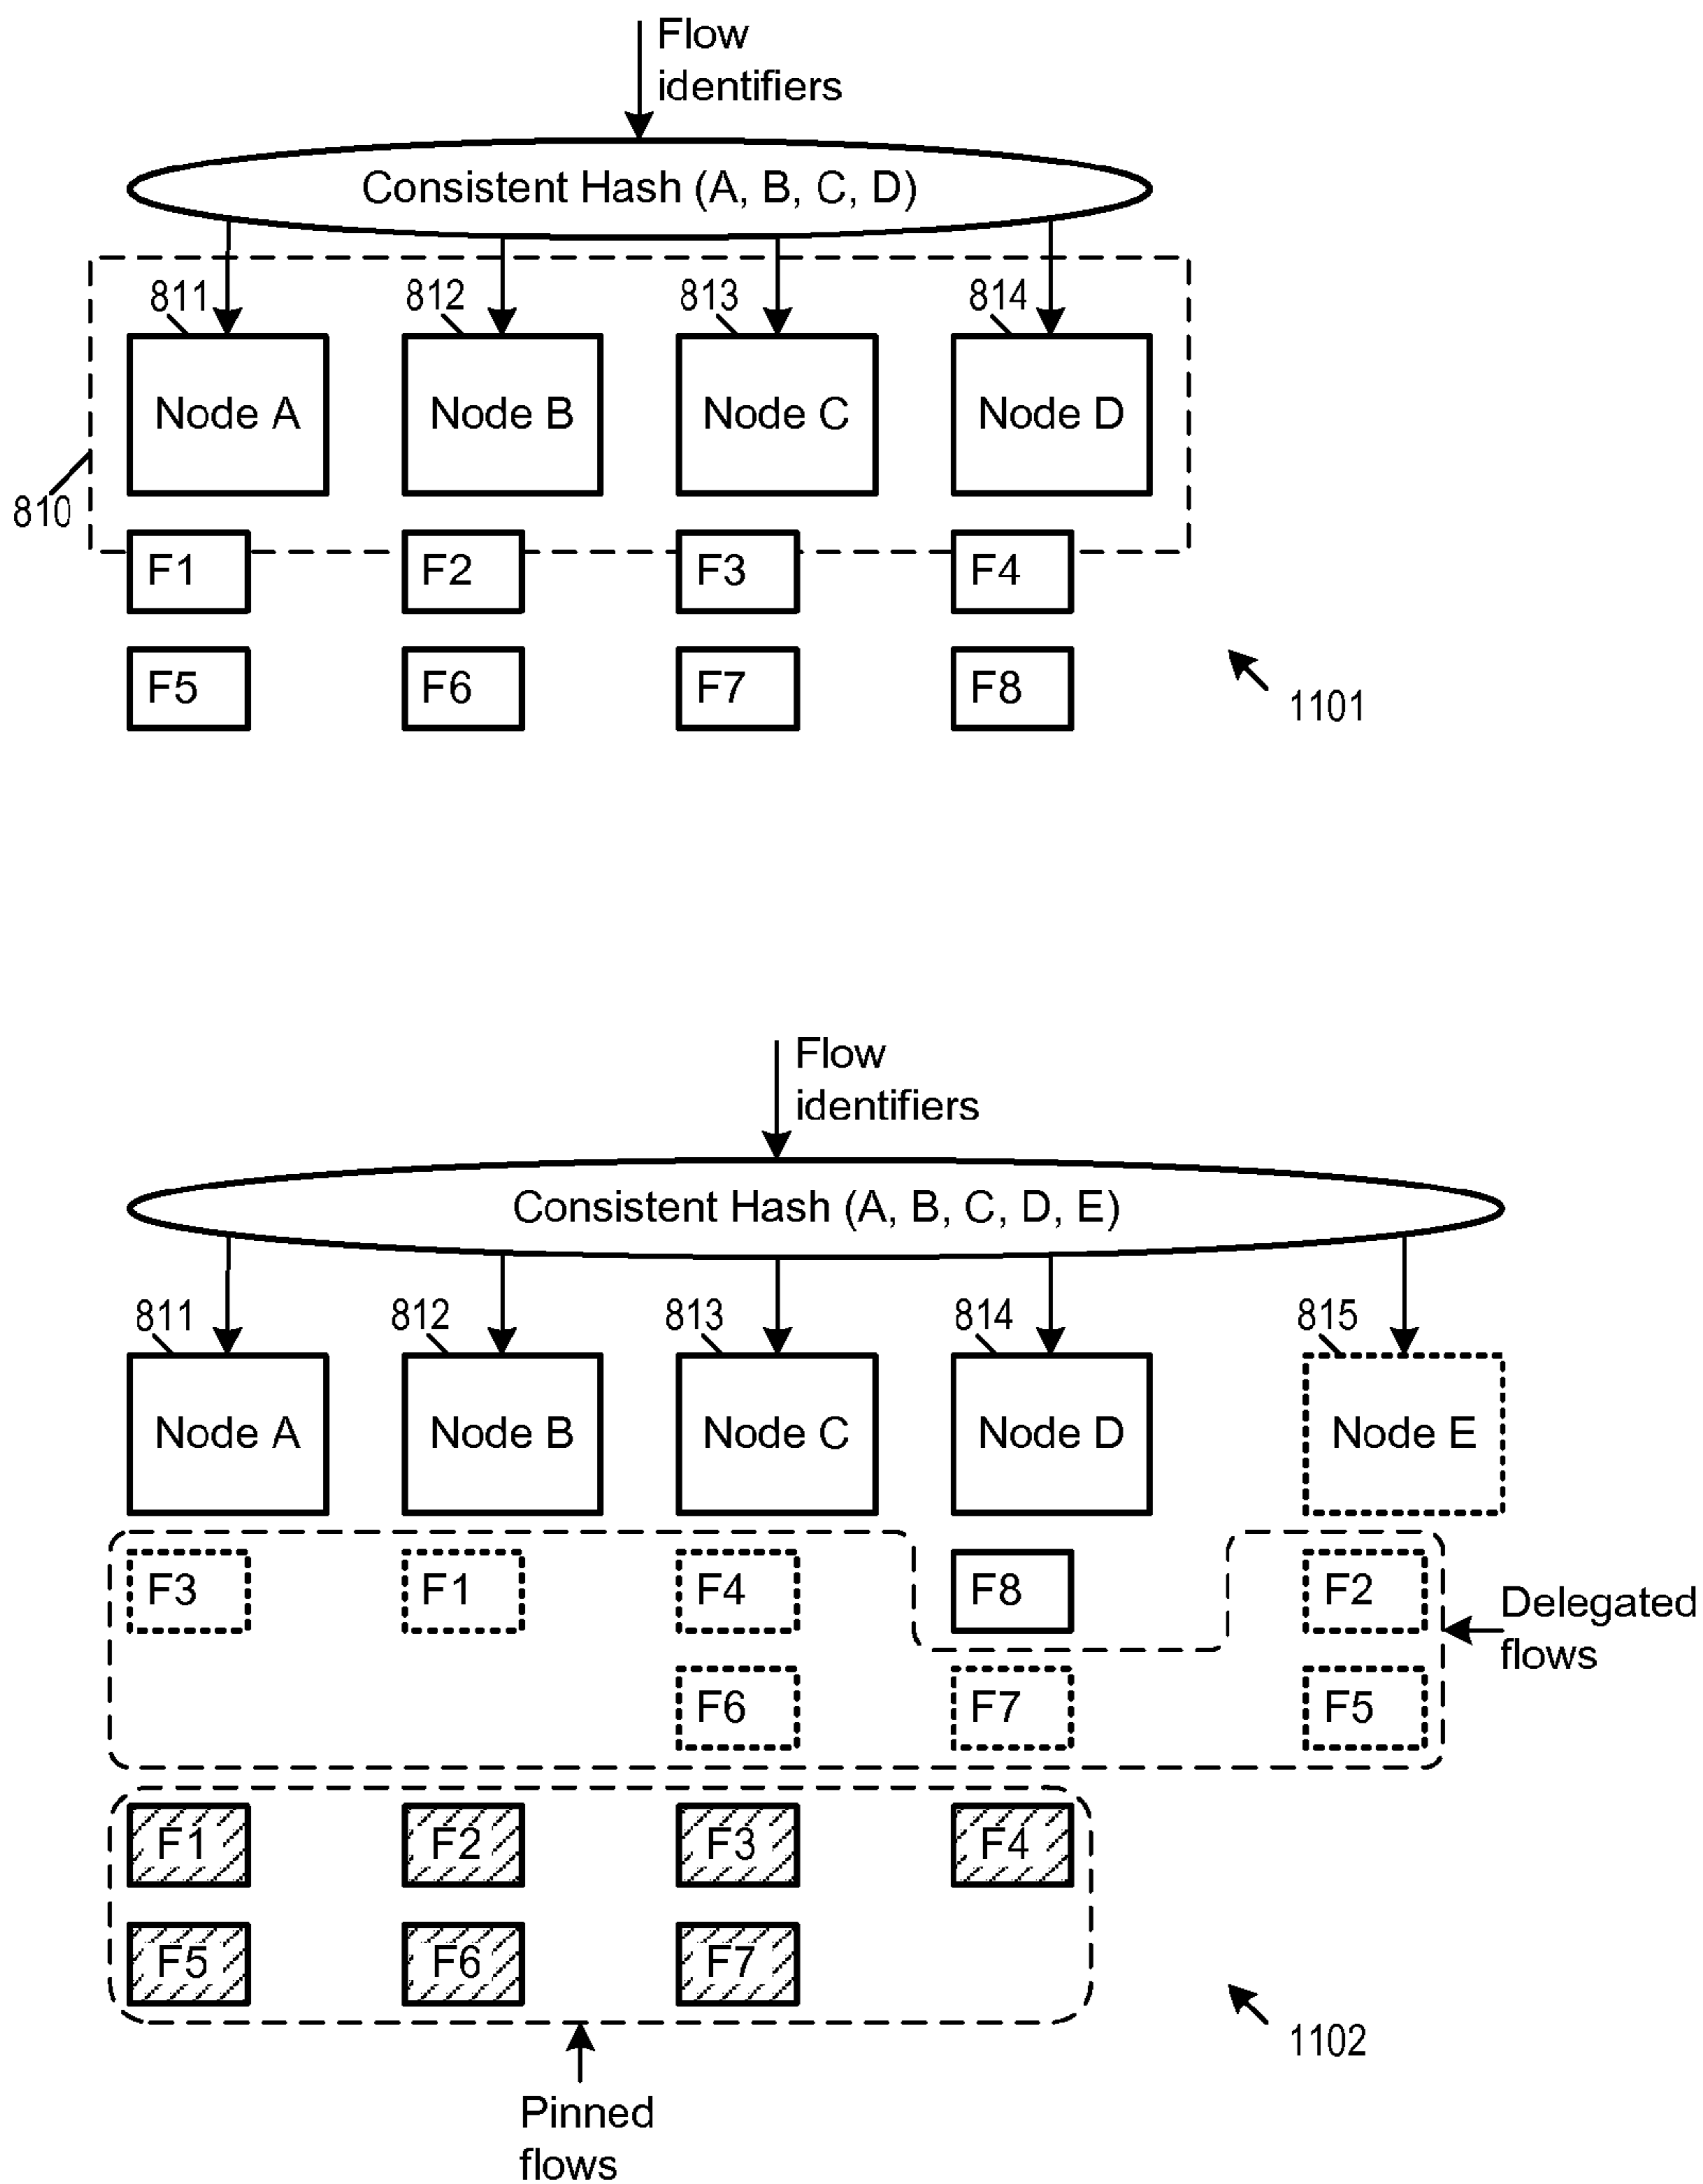 Flow
identifiers
Consistent Hash (A, B, C, D)
811 812 813 814
Node A Node B Node C Node D
810
F1 F2 F3 F4
F5 F6 F7 F8
1101
Flow
identifiers
Consistent Hash (A, B, C, D, E)
811 812 813 814 815
Node A Node B Node C Node D Node E
F3 F1 F4 F8 F2
Delegated
flows
F6 F7 F5
F1 F2 F3 F4
F5 F6 F7
1102
Pinned
flows